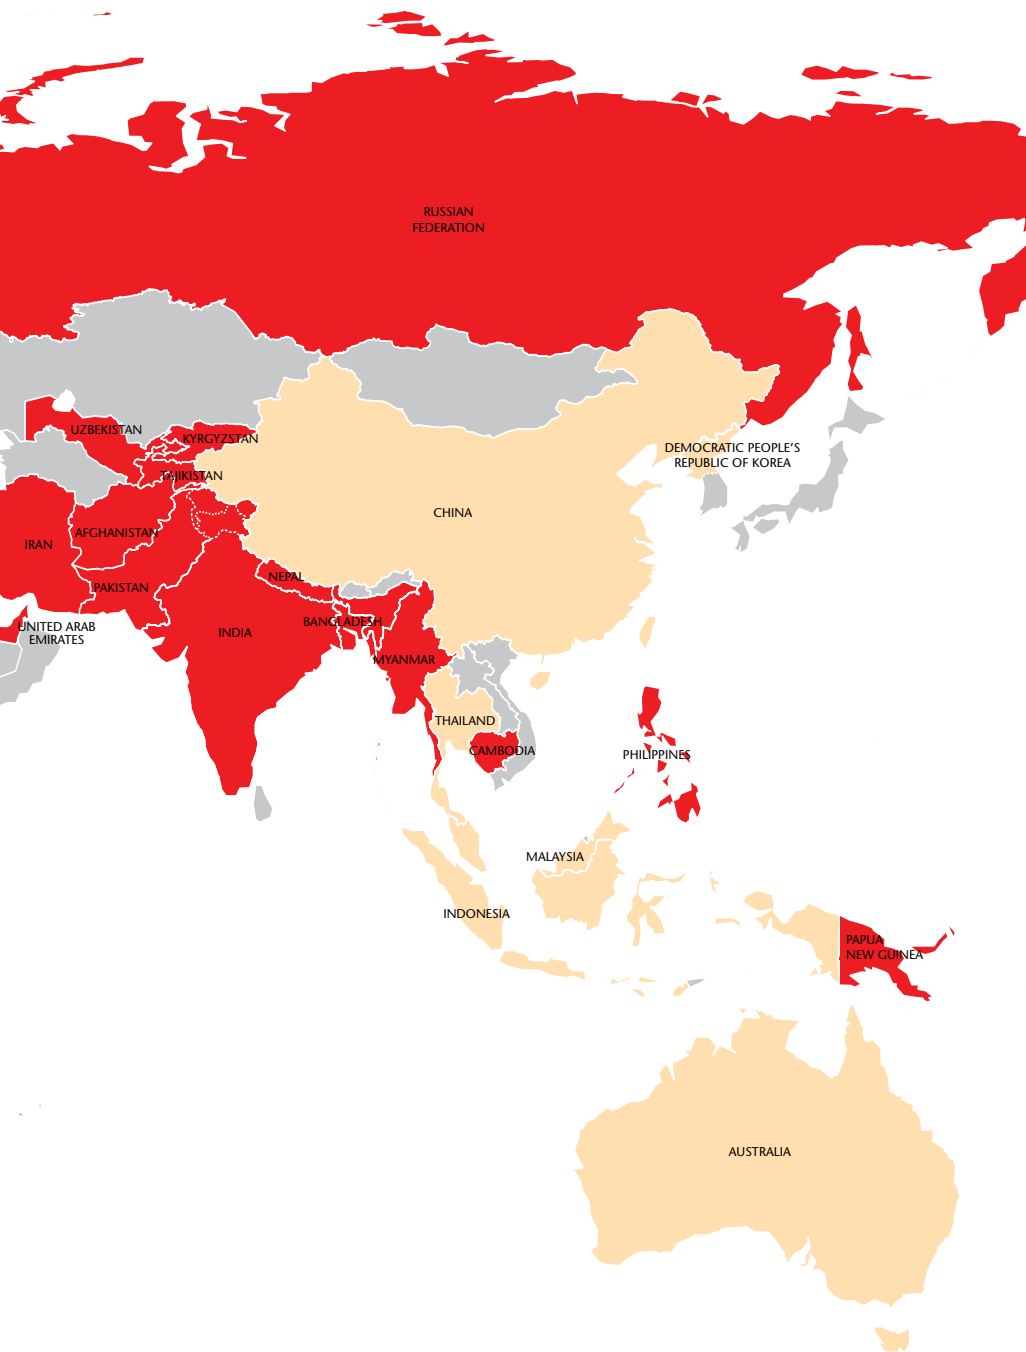 RUSSIAN
FEDERATION
UZBEKISTAN
KYRGYZSTAN
DEMOCRATIC PEOPLE'S
REPUBLIC OF KOREA
TAJIKISTAN
CHINA
AFGHANISTAN
IRAN
NEPAL
PAKISTAN
BANGLADESH
UNITED ARAB
EMIRATES
INDIA
MYANMAR
THAILAND
CAMBODIA
PHILIPPINES
MALAYSIA
INDONESIA
PAPUA
NEW GUINEA
AUSTRALIA